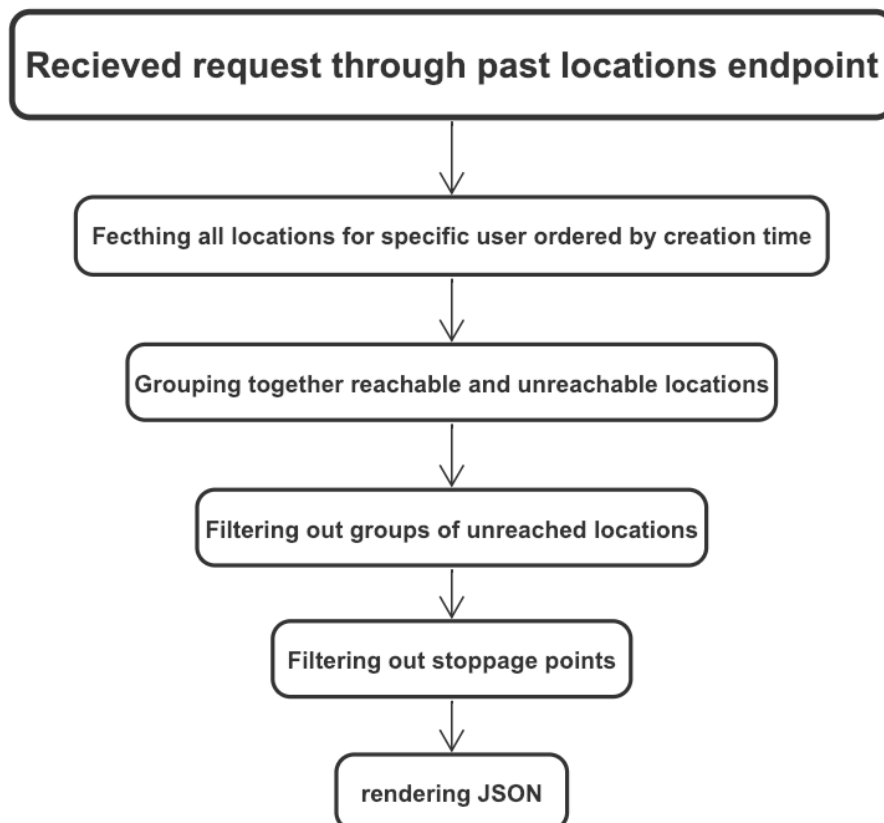 Recieved request through past locations endpoint
Fecthing all locations for specific user ordered by creation time
Grouping together reachable and unreachable locations
Filtering out groups of unreached locations
Filtering out stoppage points
rendering JSON